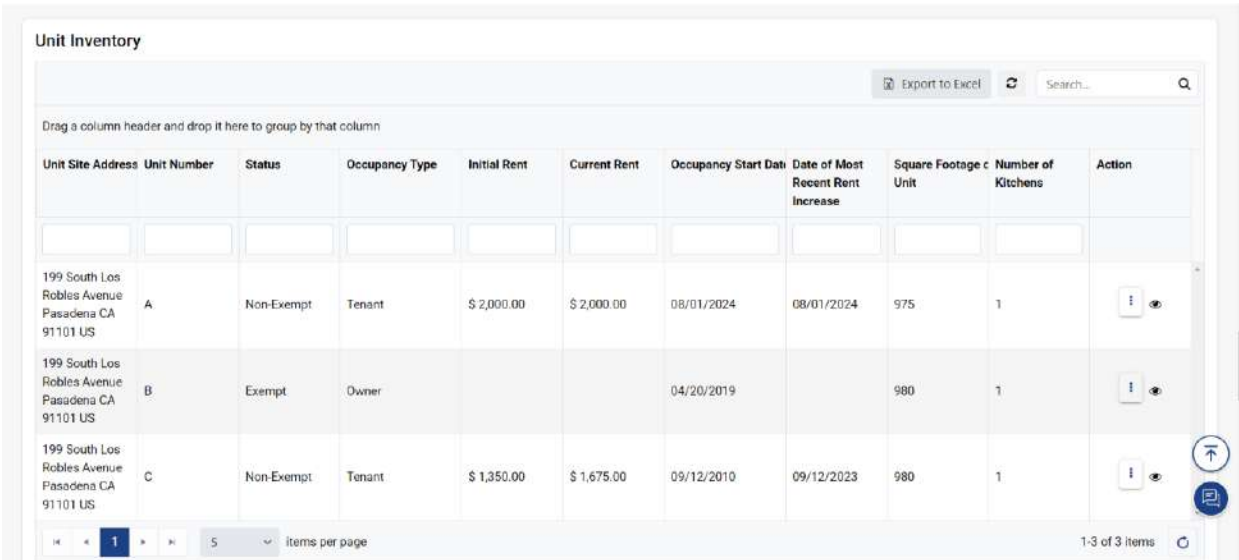 Unit Inventory
Export to Excel
Search...
Drag a column header and drop it here to group by that column
Unit Site Address Unit Number Status Occupancy Type Initial Rent Current Rent Occupancy Start Dat Date of Most Square Footage c Number of Action
Recent Rent Unit Kitchens
Increase
199 South Los
Robles Avenue
Pasadena CA
91101 US
A Non-Exempt Tenant $ 2,000.00 $ 2,000.00 08/01/2024 08/01/2024 975 1
199 South Los
Robles Avenue
Pasadena CA
91101 US
B Exempt Owner 04/20/2019 980 1
199 South Los
Robles Avenue
Pasadena CA
91101 US
C Non-Exempt Tenant $ 1,350.00 $ 1,675.00 09/12/2010 09/12/2023 980 1
1 5 items per page 1-3 of 3 items